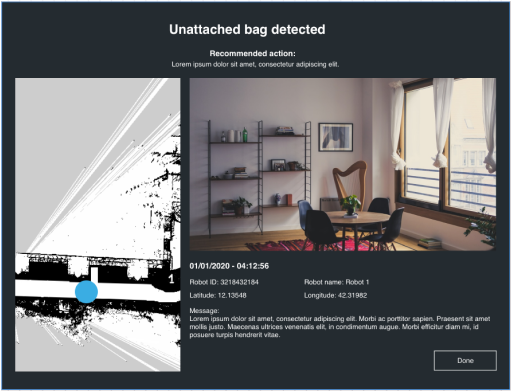 Unattached bag detected
Recommended action:
Lorem ipsum dolor sit amet, consectetur adipiscing elit.
01/01/2020 - 04:12:56
Robot ID: 3218432184
Robot name: Robot 1
Latitude: 12.13548
Longitude: 42.31982
Message:
Lorem ipsum dolor sit amet, consectetur adipiscing elit. Morbi ac porttitor sapien. Praesent sit amet
mollis justo. Maecenas ultrices venenatis elit, in condimentum augue. Morbi efficitur diam mi, id
posuere turpis hendrerit vitae.
1
Done